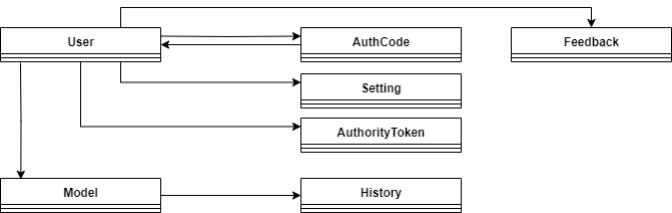 User
AuthCode
Feedback
Setting
AuthorityToken
Model
History